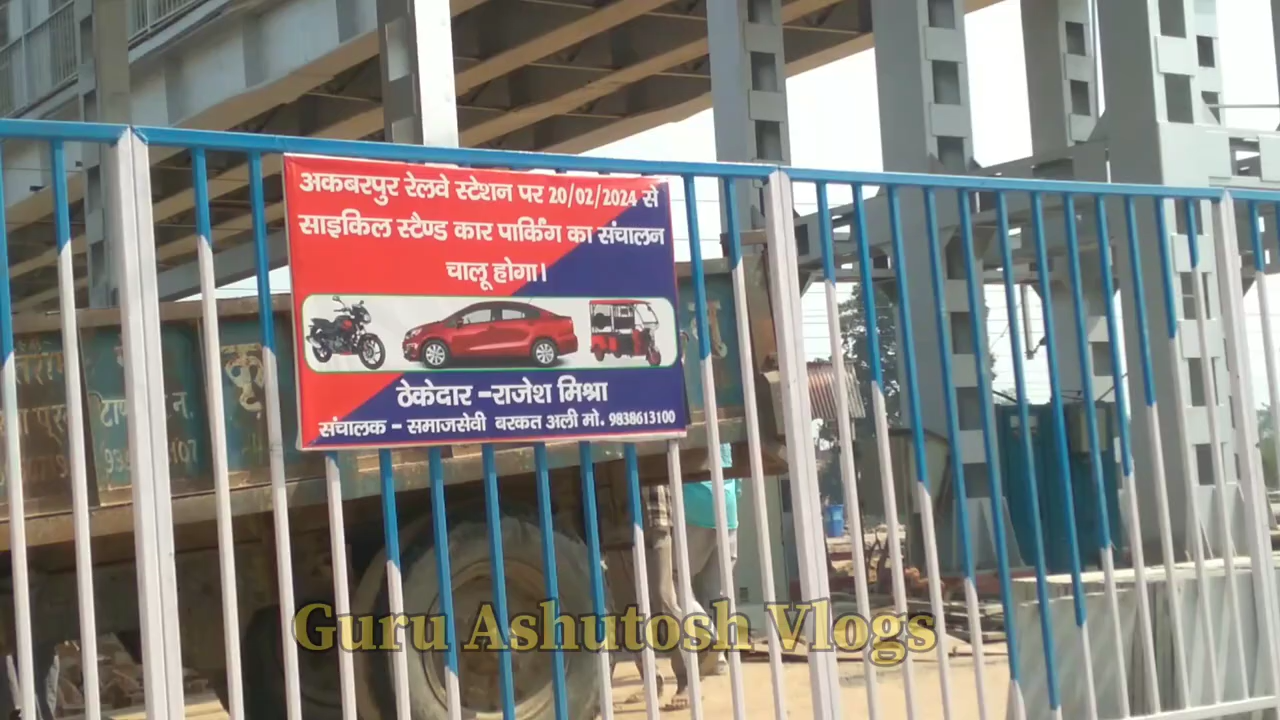 अकबरपुर रेलवे स्टेशन पर 20/02/2024 से
साइकिल स्टैण्ड कार पार्किंग का संचालन
चालू होगा।
ठेकेदार -राजेश मिश्रा
संचालक - समाजसेवी बरकत अली मो. 9838613100
Guru Ashutosh Vlogs